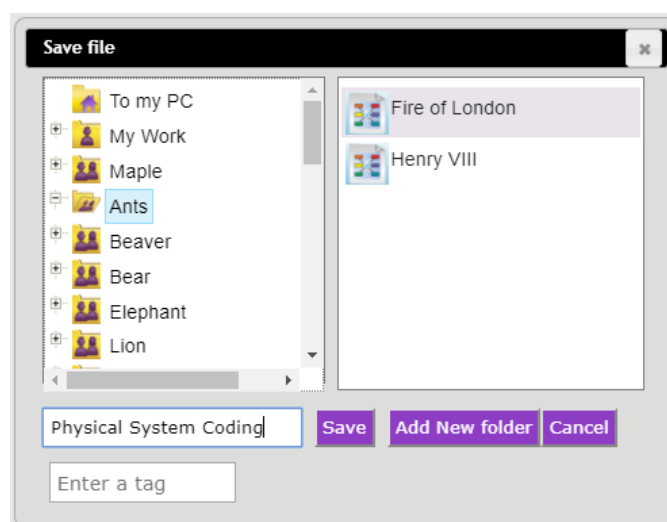 Save file
To my PC
My Work
Maple
Ants
Beaver
Bear
Elephant
Lion
Fire of London
Henry VIII
Physical System Coding
Save
Add New folder
Cancel
Enter a tag